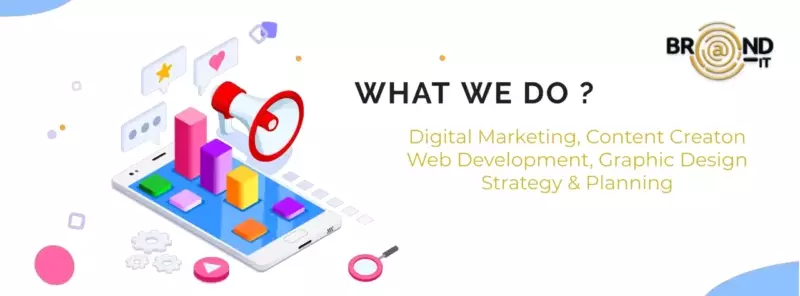 BR@ND
-IT
WHAT WE DO ?
Digital Marketing, Content Creaton
Web Development, Graphic Design
Strategy & Planning